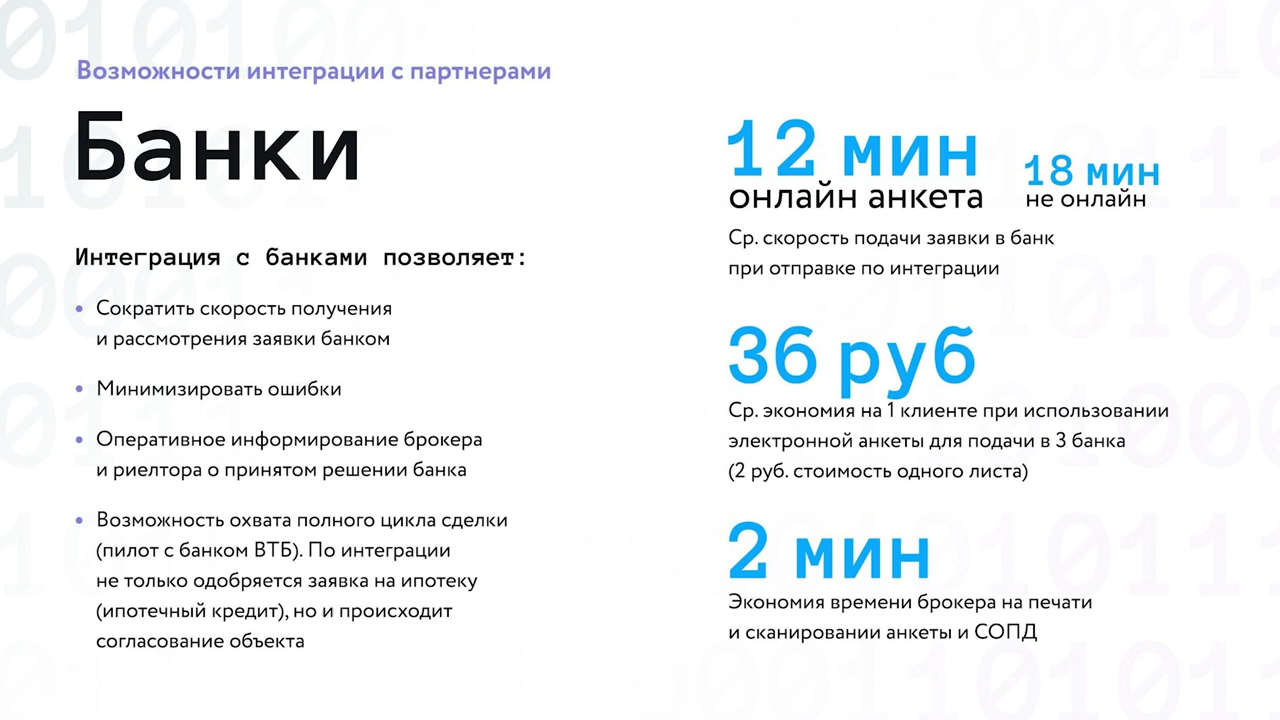 Возможности интеграции с партнерами
Банки
Интеграция с банками позволяет:
• Сократить скорость получения
и рассмотрения заявки банком
• Минимизировать ошибки
• Оперативное информирование брокера
и риелтора о принятом решении банка
• Возможность охвата полного цикла сделки
(пилот с банком ВТБ). По интеграции
не только одобряется заявка на ипотеку
(ипотечный кредит), но и происходит
согласование объекта
12 мин
онлайн анкета
18 мин
не онлайн
Ср. скорость подачи заявки в банк
при отправке по интеграции
36 руб
Ср. экономия на 1 клиенте при использовании
электронной анкеты для подачи в 3 банка
(2 руб. стоимость одного листа)
2 мин
Экономия времени брокера на печати
и сканировании анкеты и СОПД